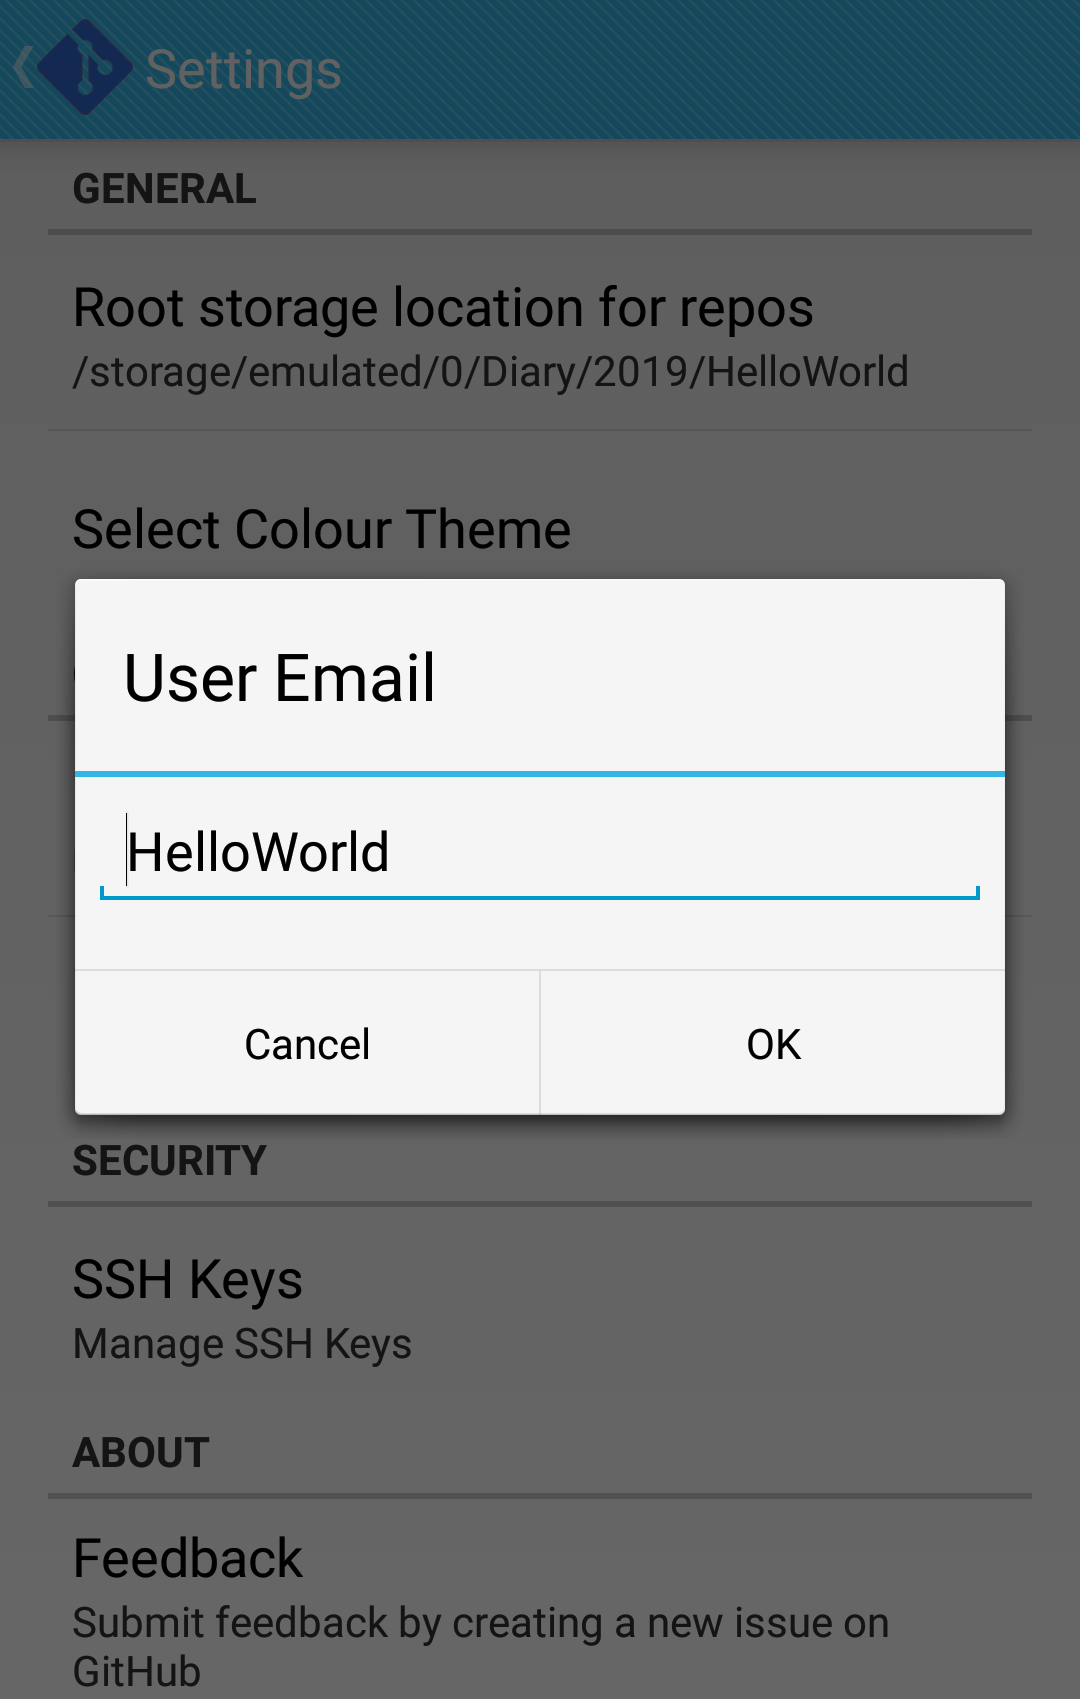 Settings
GENERAL
Root storage location for repos
/storage/emulated/0/Diary/2019/HelloWorld
Select Colour Theme
User Email
HelloWorld
Cancel
OK
SECURITY
SSH Keys
Manage SSH Keys
ABOUT
Feedback
Submit feedback by creating a new issue on
GitHub